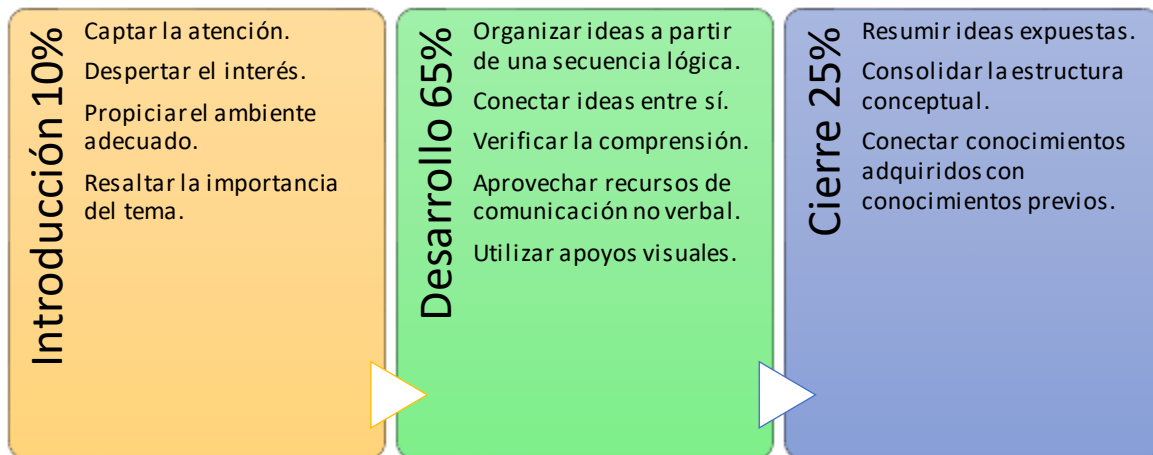 Introducción 10%
Captar la atención.
Despertar el interés.
Propiciar el ambiente
adecuado.
Resaltar la importancia
del tema.
Desarrollo 65%
Organizar ideas a partir
de una secuencia lógica.
Conectar ideas entre sí.
Verificar la comprensión.
Aprovechar recursos de
comunicación no verbal.
Utilizar apoyos visuales.
Cierre 25%
Resumir ideas expuestas.
Consolidar la estructura
conceptual.
Conectar conocimientos
adquiridos con
conocimientos previos.